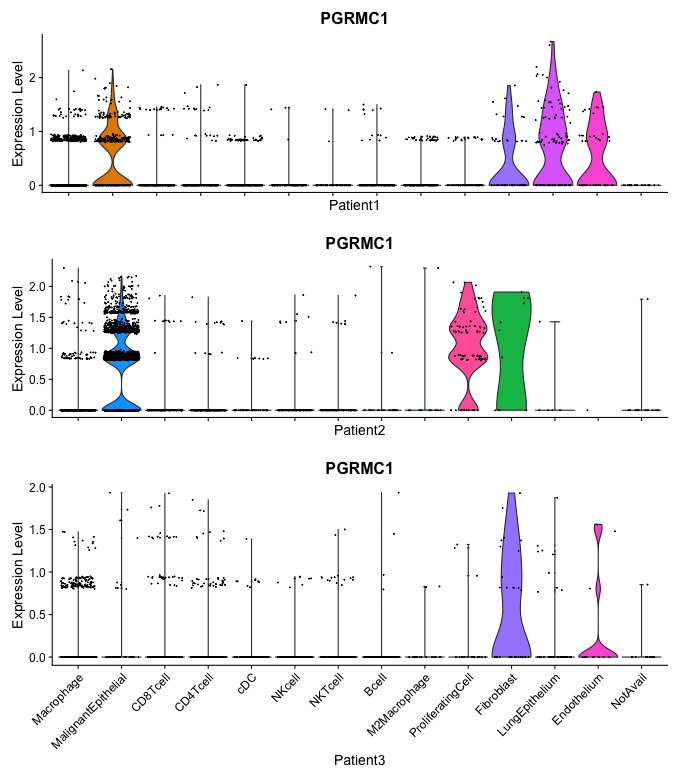 PGRMC1
Expression Level
2
1
0
Patient1
PGRMC1
Expression Level
2.0
1.5
1.0
0.5
0.0
Patient2
PGRMC1
Expression Level
2.0
1.5
1.0
0.5
0.0
Macrophage
MalignantEpithelial
CD8Tcell
CD4Tcell
cDC
NKcell
NKTcell
Bcell
M2Macrophage
ProliferatingCell
Fibroblast
LungEpithelium
Endothelium
NotAvail
Patient3